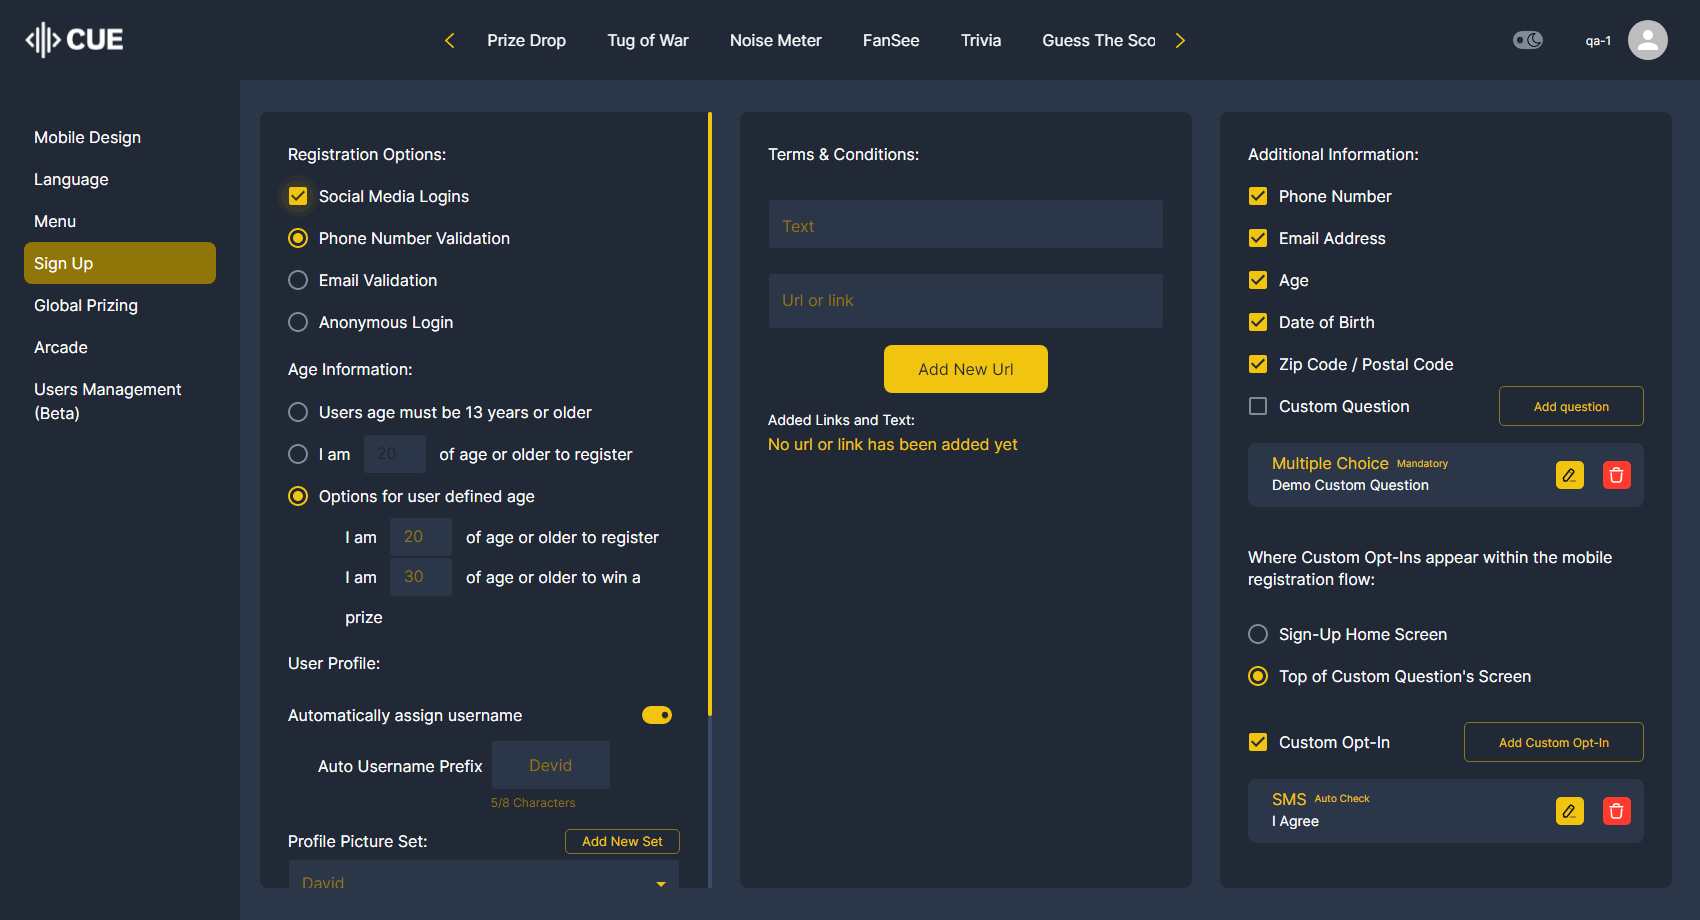 CUE
Prize Drop
Tug of War
Noise Meter
FanSee
Trivia
Guess The Sco
qa-1
Mobile Design
Language
Menu
Sign Up
Global Prizing
Arcade
Users Management
(Beta)
Registration Options:
Social Media Logins
Phone Number Validation
Email Validation
Anonymous Login
Age Information:
Users age must be 13 years or older
I am 20 of age or older to register
Options for user defined age
I am 20 of age or older to register
I am 30 of age or older to win a
prize
User Profile:
Automatically assign username
Auto Username Prefix Devid
5/8 Characters
Profile Picture Set: Add New Set
David
Terms & Conditions:
Text
Url or link
Add New Url
Added Links and Text:
No url or link has been added yet
Additional Information:
Phone Number
Email Address
Age
Date of Birth
Zip Code / Postal Code
Custom Question Add question
Multiple Choice Mandatory
Demo Custom Question
Where Custom Opt-Ins appear within the mobile
registration flow:
Sign-Up Home Screen
Top of Custom Question's Screen
Custom Opt-In Add Custom Opt-In
SMS Auto Check
I Agree